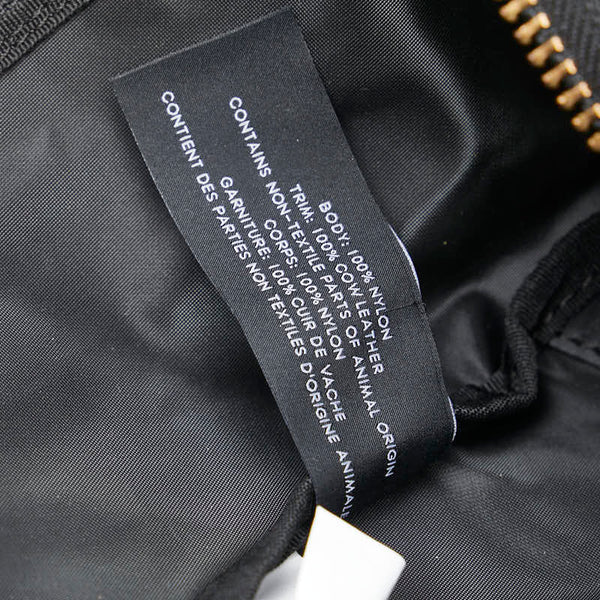 BODY: 100% NYLON
TRIM: 100% COW LEATHER
CONTAINS NON-TEXTILE PARTS OF ANIMAL ORIGIN
CORPS: 100% NYLON
GARNITURE: 100% CUIR DE VACHE
CONTIENT DES PARTIES NON TEXTILES D'ORIGINE ANIMALE